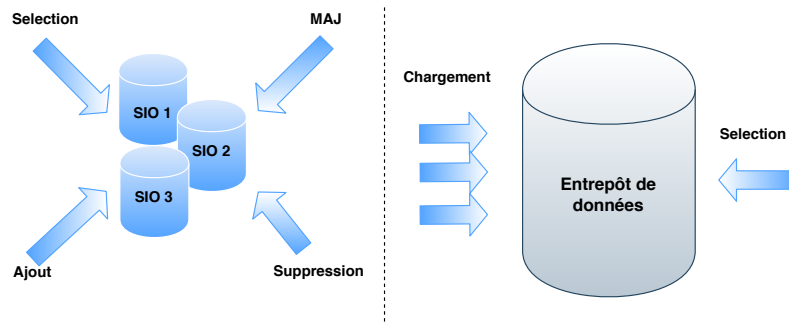 Selection
MAJ
SIO 1
SIO 2
SIO 3
Ajout
Suppression
Chargement
Entrepôt de
données
Selection